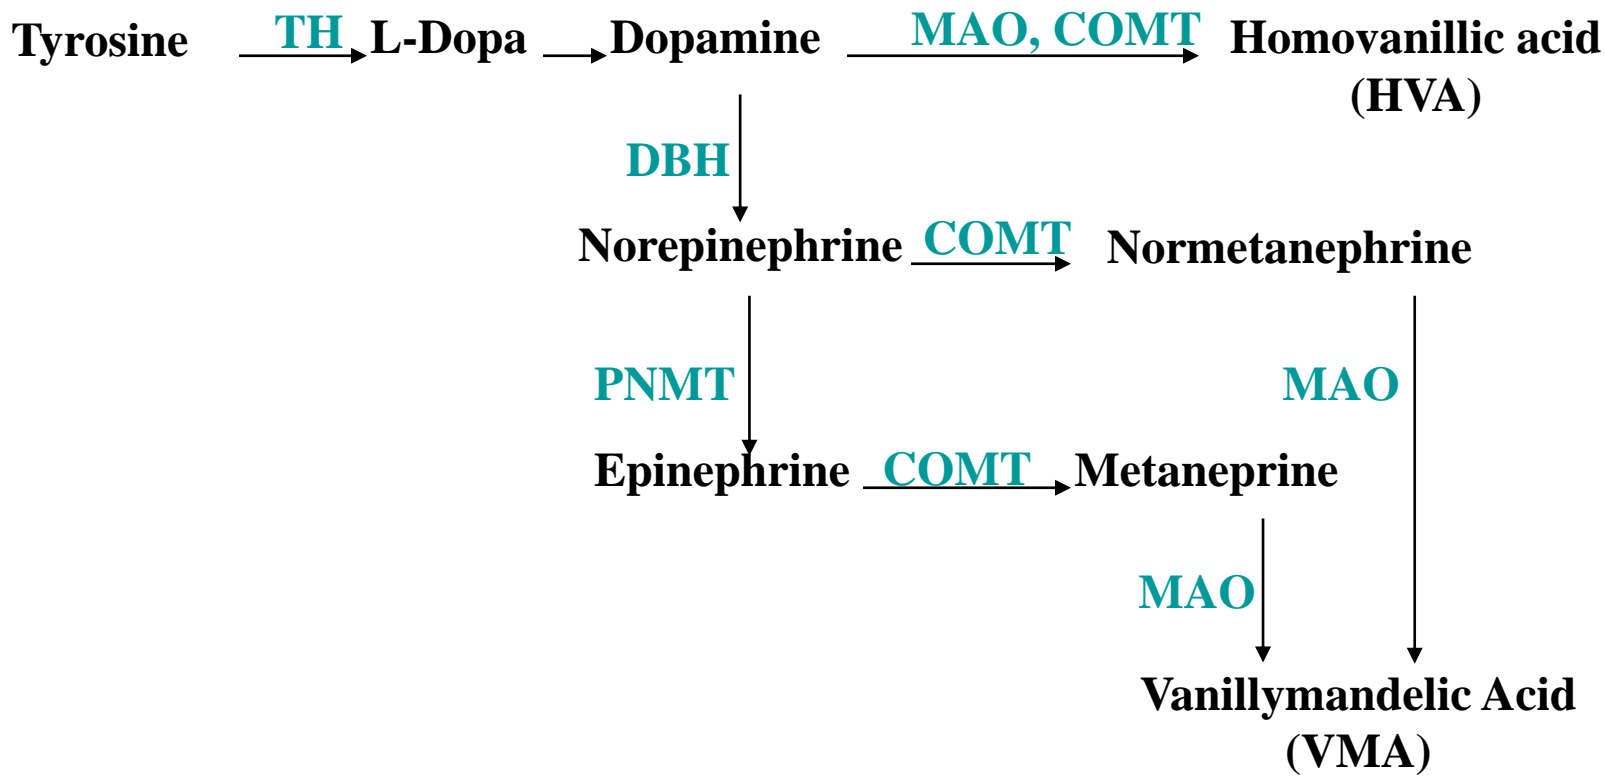 Tyrosine TH L-Dopa Dopamine MAO, COMT Homovanillic acid
(HVA)
DBH
Norepinephrine COMT Normetanephrine
PNMT MAO
Epinephrine COMT Metaneprine
MAO
Vanillymandelic Acid
(VMA)